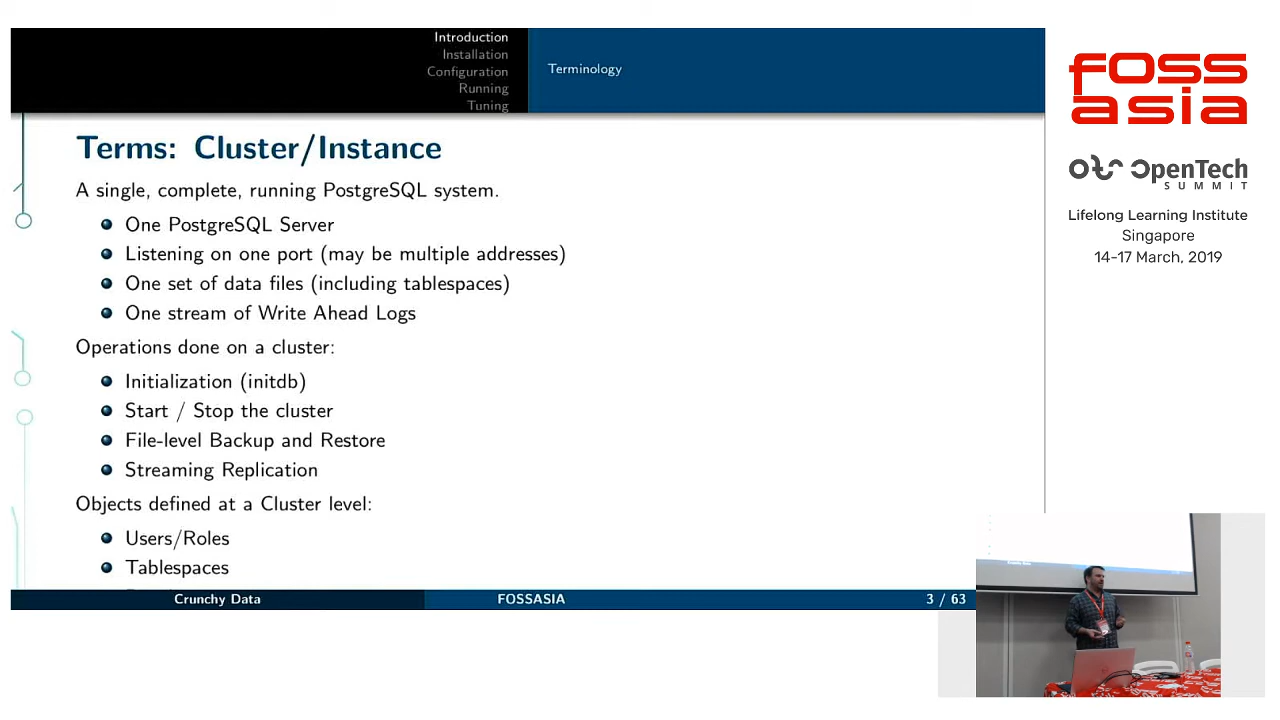 Introduction
Installation
Configuration
Running
Tuning
Terminology
Terms: Cluster/Instance
A single, complete, running PostgreSQL system.
One PostgreSQL Server
Listening on one port (may be multiple addresses)
One set of data files (including tablespaces)
One stream of Write Ahead Logs
Operations done on a cluster:
Initialization (initdb)
Start / Stop the cluster
File-level Backup and Restore
Streaming Replication
Objects defined at a Cluster level:
Users/Roles
Tablespaces
Crunchy Data
FOSSASIA
3 / 63
FOSS
ASIA
OpenTech
SUMMIT
Lifelong Learning Institute
Singapore
14-17 March, 2019